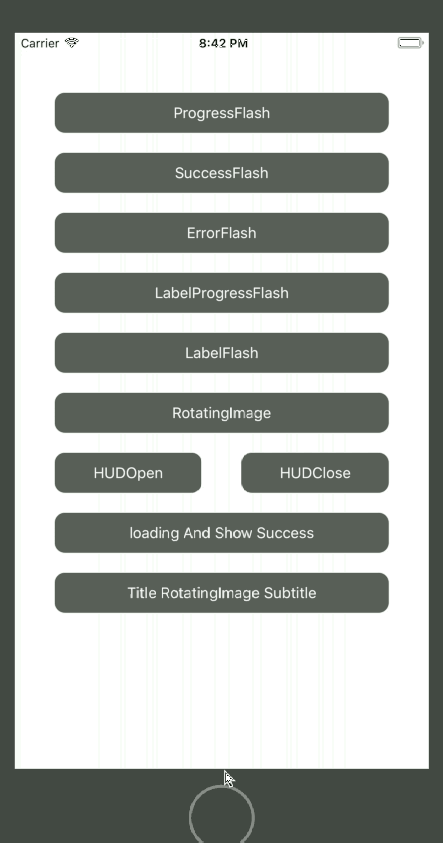 Carrier 8:42 PM
ProgressFlash
SuccessFlash
ErrorFlash
LabelProgressFlash
LabelFlash
RotatingImage
HUDOpen HUDClose
loading And Show Success
Title RotatingImage Subtitle